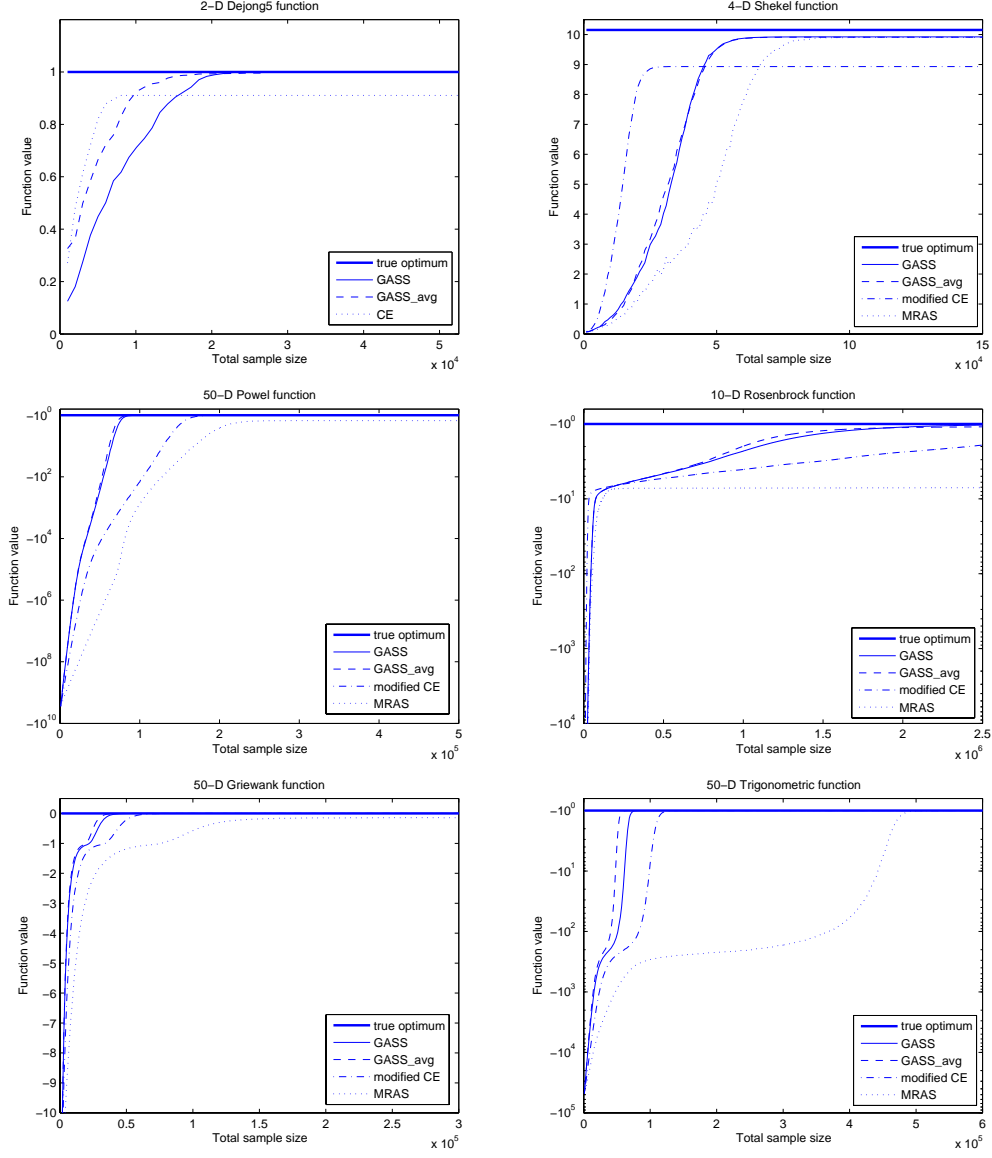 2−D Dejong5 function
Function value
1
0.8
0.6
0.4
0.2
0
true optimum
GASS
GASS_avg
CE
0 1 2 3 4 5
Total sample size
x 10^4
4−D Shekel function
Function value
10
9
8
7
6
5
4
3
2
1
0
true optimum
GASS
GASS_avg
modified CE
MRAS
0 5 10 15
Total sample size
x 10^4
50−D Powel function
Function value
−10^0
−10^2
−10^4
−10^6
−10^8
−10^10
true optimum
GASS
GASS_avg
modified CE
MRAS
0 1 2 3 4 5
Total sample size
x 10^5
10−D Rosenbrock function
Function value
−10^0
−10^1
−10^2
−10^3
−10^4
true optimum
GASS
GASS_avg
modified CE
MRAS
0 0.5 1 1.5 2 2.5
Total sample size
x 10^6
50−D Griewank function
Function value
0
−1
−2
−3
−4
−5
−6
−7
−8
−9
−10
true optimum
GASS
GASS_avg
modified CE
MRAS
0 0.5 1 1.5 2 2.5 3
Total sample size
x 10^5
50−D Trigonometric function
Function value
−10^0
−10^1
−10^2
−10^3
−10^4
−10^5
true optimum
GASS
GASS_avg
modified CE
MRAS
0 1 2 3 4 5 6
Total sample size
x 10^5